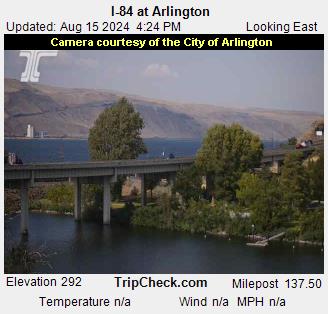 I-84 at Arlington
Updated: Aug 15 2024 4:24 PM Looking East
Camera courtesy of the City of Arlington
Elevation 292 TripCheck.com Milepost 137.50
Temperature n/a Wind n/a MPH n/a